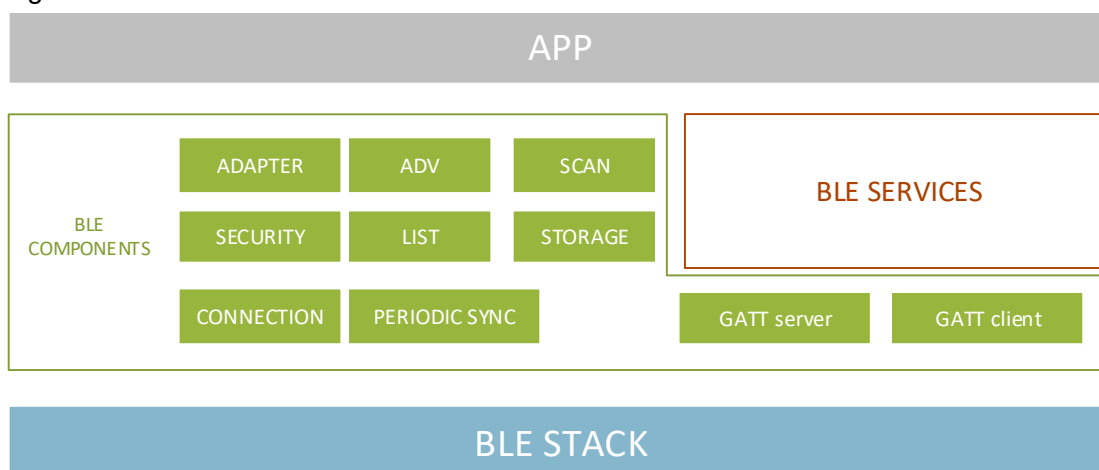 APP
ADAPTER
ADV
SCAN
BLE SERVICES
BLE
COMPONENTS
SECURITY
LIST
STORAGE
CONNECTION
PERIODIC SYNC
GATT server
GATT client
BLE STACK